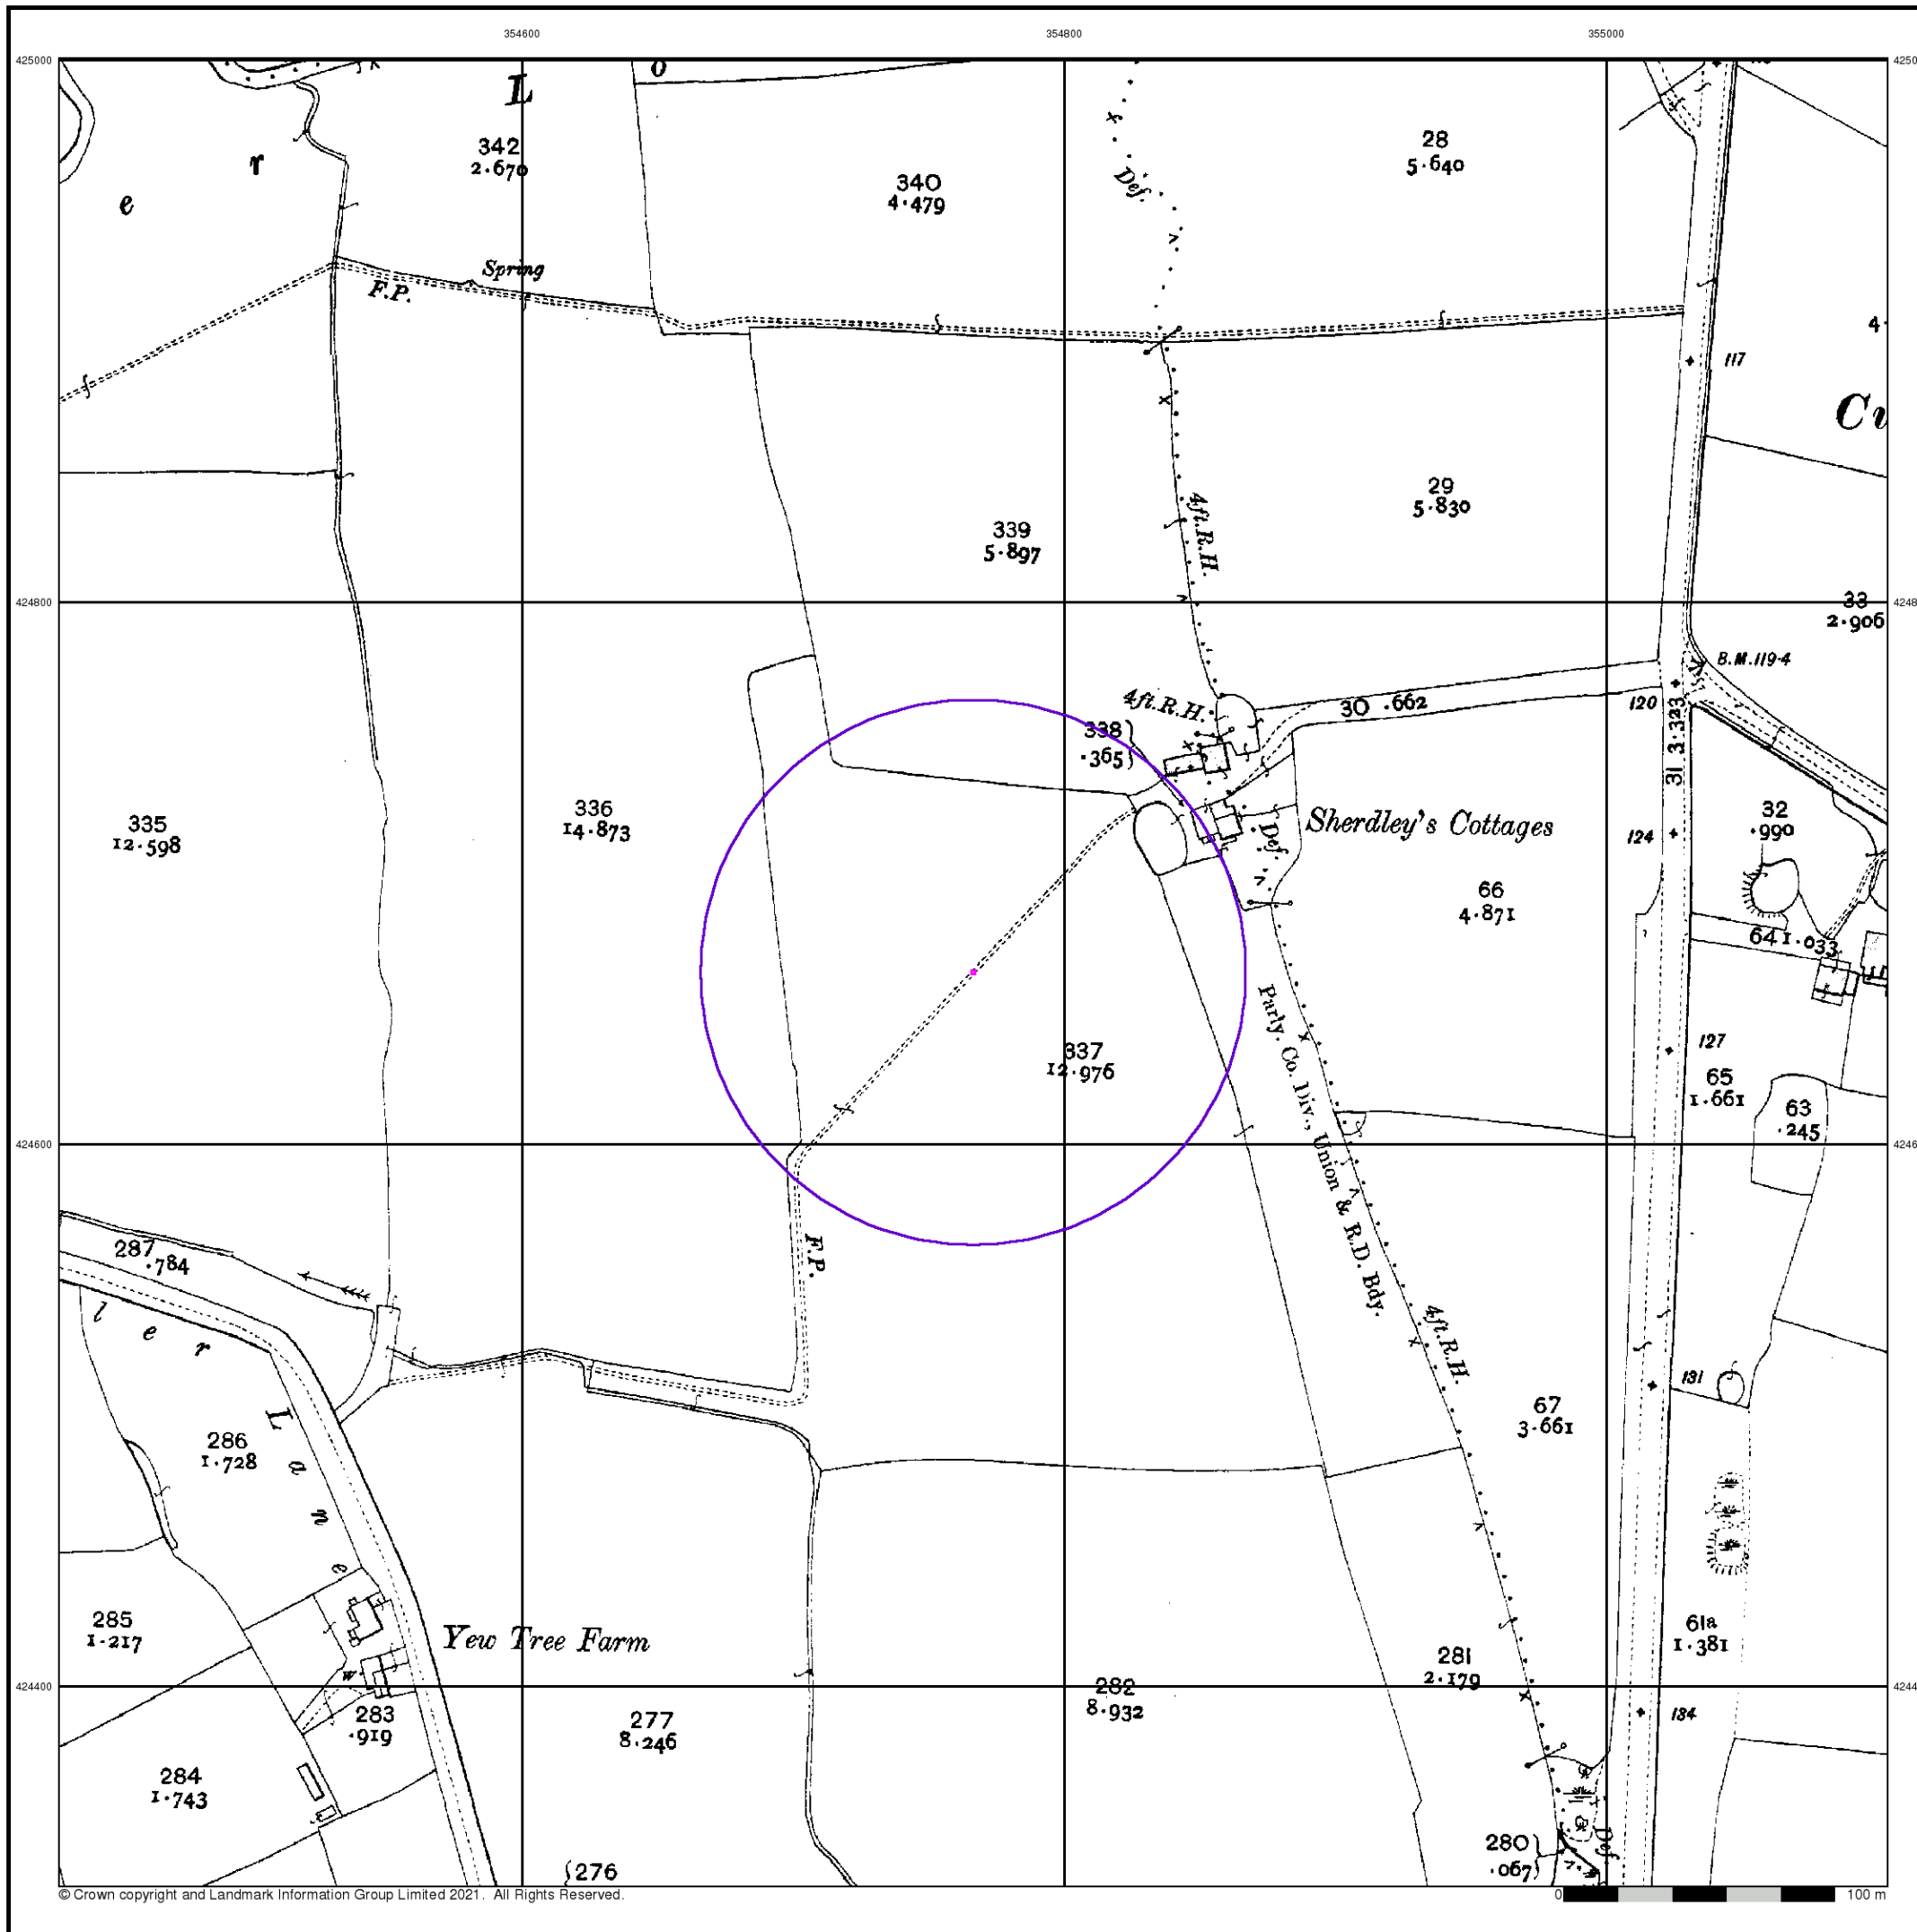 354600 354800 355000
425000
L
o
r
e
342
2.670
340
4.479
28
5.640
Def.
Spring
F.P.
117
4
29
5.830
4ft.R.H.
339
5.897
424800
33
2.906
B.M.119.4
4ft.R.H.
30 .662
120
31 3.323
338
.365
336
14.873
335
12.598
Sherdley's Cottages
Def.
32
.990
124
66
4.871
64 1.033
Parly. Co. Div., Union & R.D. Bdy.
127
337
12.976
65
1.661
63
.245
424600
287
.784
F.P.
l e r
L a n e
4ft.R.H.
131
67
3.661
286
1.728
285
1.217
Yew Tree Farm
W
61a
1.381
281
2.179
424400
282
8.932
283
.919
277
8.246
134
284
1.743
280
.067
Def
276
© Crown copyright and Landmark Information Group Limited 2021. All Rights Reserved.
0 100 m